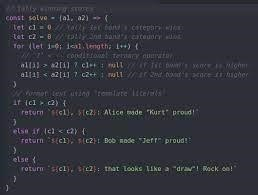 // tally winning scores
const solve = (a1, a2) => {
let c1 = 0 // tally 1st band's category wins
let c2 = 0 // tally 2nd band's category wins
for (let i=0; i<a1.length; i++) {
// '?' <-- conditional ternary operator
a1[i] > a2[i] ? c1++ : null // if 1st band's score is higher
a1[i] < a2[i] ? c2++ : null // if 2nd band's score is higher
}
// format text using 'template literals'
if (c1 > c2) {
return `${c1}, ${c2}: Alice made "Kurt" proud!`
}
else if (c1 < c2) {
return `${c1}, ${c2}: Bob made "Jeff" proud!`
}
else {
return `${c1}, ${c2}: that looks like a "draw"! Rock on!`
}
}